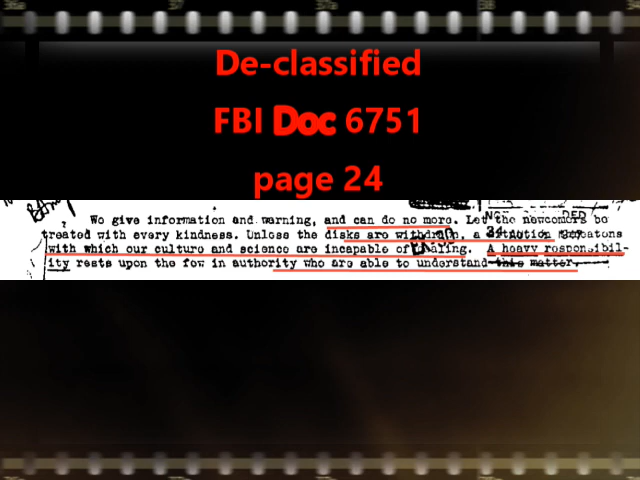 De-classified
FBI Doc 6751
page 24
We give information and warning, and can do no more. Let the newcomers be
treated with every kindness. Unless the disks are withdrawn, a situation threatens
with which our culture and science are incapable of dealing. A heavy responsibil-
ity rests upon the few in authority who are able to understand this matter.